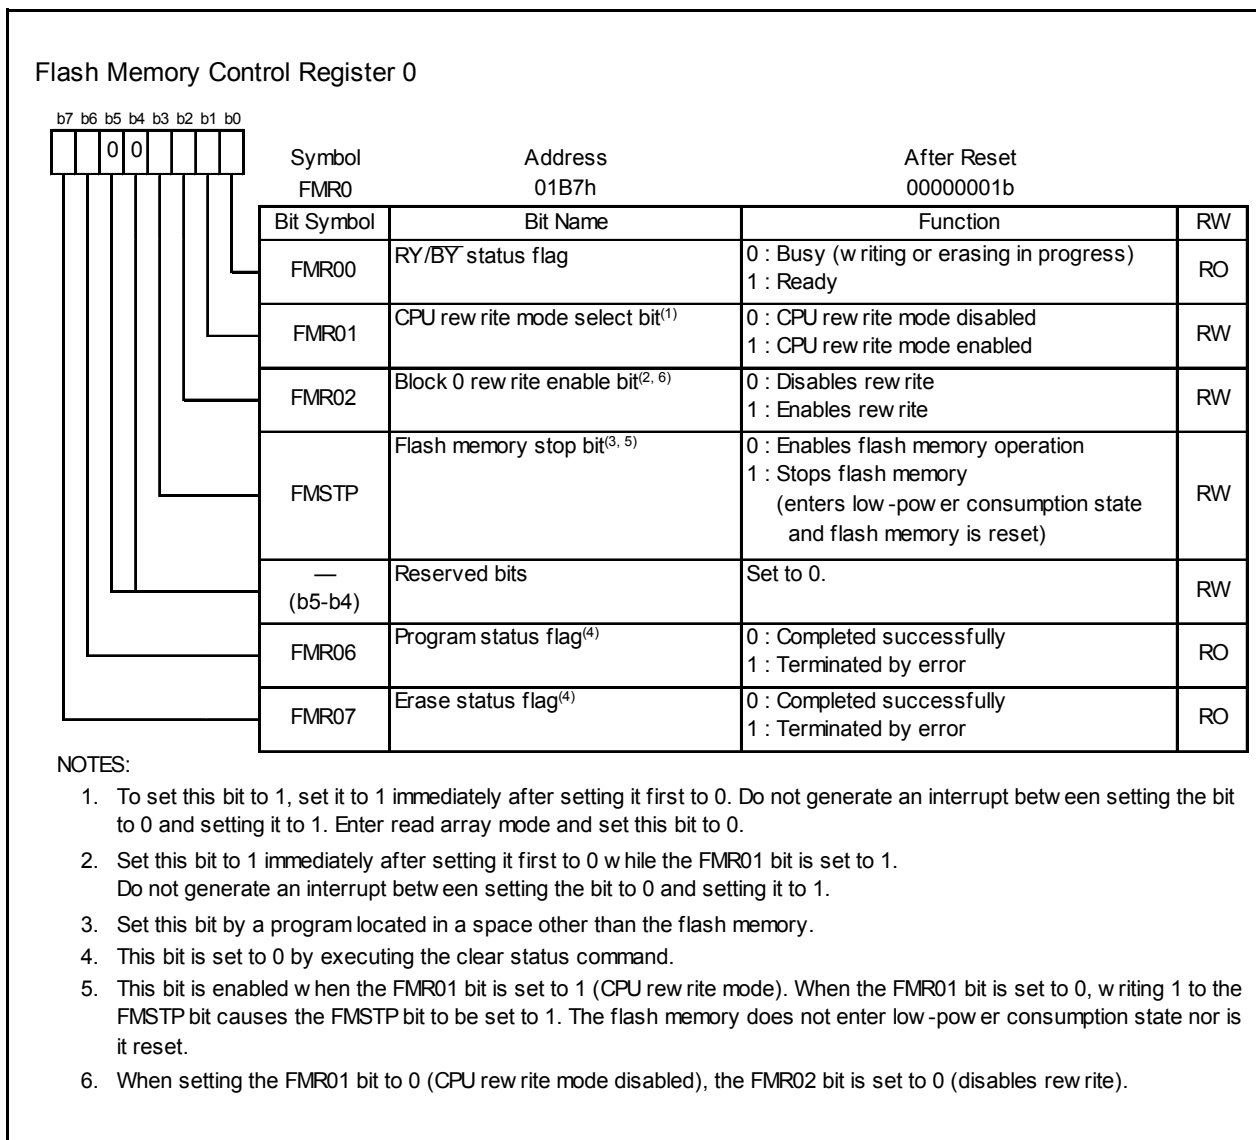 Flash Memory Control Register 0
b7 b6 b5 b4 b3 b2 b1 b0
0 0
Symbol Address After Reset
FMR0 01B7h 00000001b
Bit Symbol Bit Name Function RW
FMR00 RY/BY status flag 0 : Busy (writing or erasing in progress) RO
1 : Ready
FMR01 CPU rewrite mode select bit(1) 0 : CPU rewrite mode disabled RW
1 : CPU rewrite mode enabled
FMR02 Block 0 rewrite enable bit(2, 6) 0 : Disables rewrite RW
1 : Enables rewrite
FMSTP Flash memory stop bit(3, 5) 0 : Enables flash memory operation RW
1 : Stops flash memory
(enters low-power consumption state
and flash memory is reset)
— Reserved bits Set to 0. RW
(b5-b4)
FMR06 Program status flag(4) 0 : Completed successfully RO
1 : Terminated by error
FMR07 Erase status flag(4) 0 : Completed successfully RO
1 : Terminated by error
NOTES:
1. To set this bit to 1, set it to 1 immediately after setting it first to 0. Do not generate an interrupt between setting the bit
to 0 and setting it to 1. Enter read array mode and set this bit to 0.
2. Set this bit to 1 immediately after setting it first to 0 while the FMR01 bit is set to 1.
Do not generate an interrupt between setting the bit to 0 and setting it to 1.
3. Set this bit by a program located in a space other than the flash memory.
4. This bit is set to 0 by executing the clear status command.
5. This bit is enabled when the FMR01 bit is set to 1 (CPU rewrite mode). When the FMR01 bit is set to 0, writing 1 to the
FMSTP bit causes the FMSTP bit to be set to 1. The flash memory does not enter low-power consumption state nor is
it reset.
6. When setting the FMR01 bit to 0 (CPU rewrite mode disabled), the FMR02 bit is set to 0 (disables rewrite).